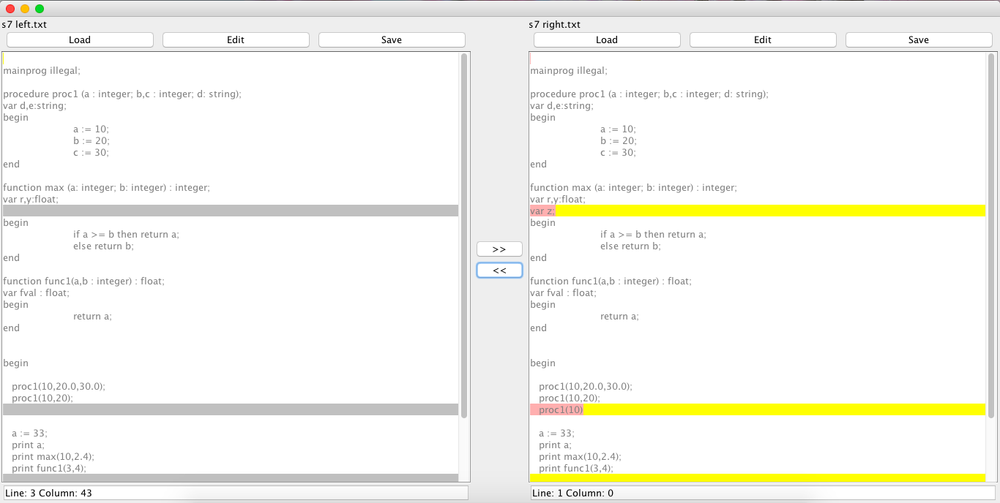 s7 left.txt
Load Edit Save
mainprog illegal;
procedure proc1 (a : integer; b,c : integer; d: string);
var d,e:string;
begin
a := 10;
b := 20;
c := 30;
end
function max (a: integer; b: integer) : integer;
var r,y:float;
begin
if a >= b then return a;
else return b;
end
function func1(a,b : integer) : float;
var fval : float;
begin
return a;
end
begin
proc1(10,20.0,30.0);
proc1(10,20);
a := 33;
print a;
print max(10,2.4);
print func1(3,4);
Line: 3 Column: 43
>>
<<
s7 right.txt
Load Edit Save
mainprog illegal;
procedure proc1 (a : integer; b,c : integer; d: string);
var d,e:string;
begin
a := 10;
b := 20;
c := 30;
end
function max (a: integer; b: integer) : integer;
var r,y:float;
var z;
begin
if a >= b then return a;
else return b;
end
function func1(a,b : integer) : float;
var fval : float;
begin
return a;
end
begin
proc1(10,20.0,30.0);
proc1(10,20);
proc1(10)
a := 33;
print a;
print max(10,2.4);
print func1(3,4);
Line: 1 Column: 0